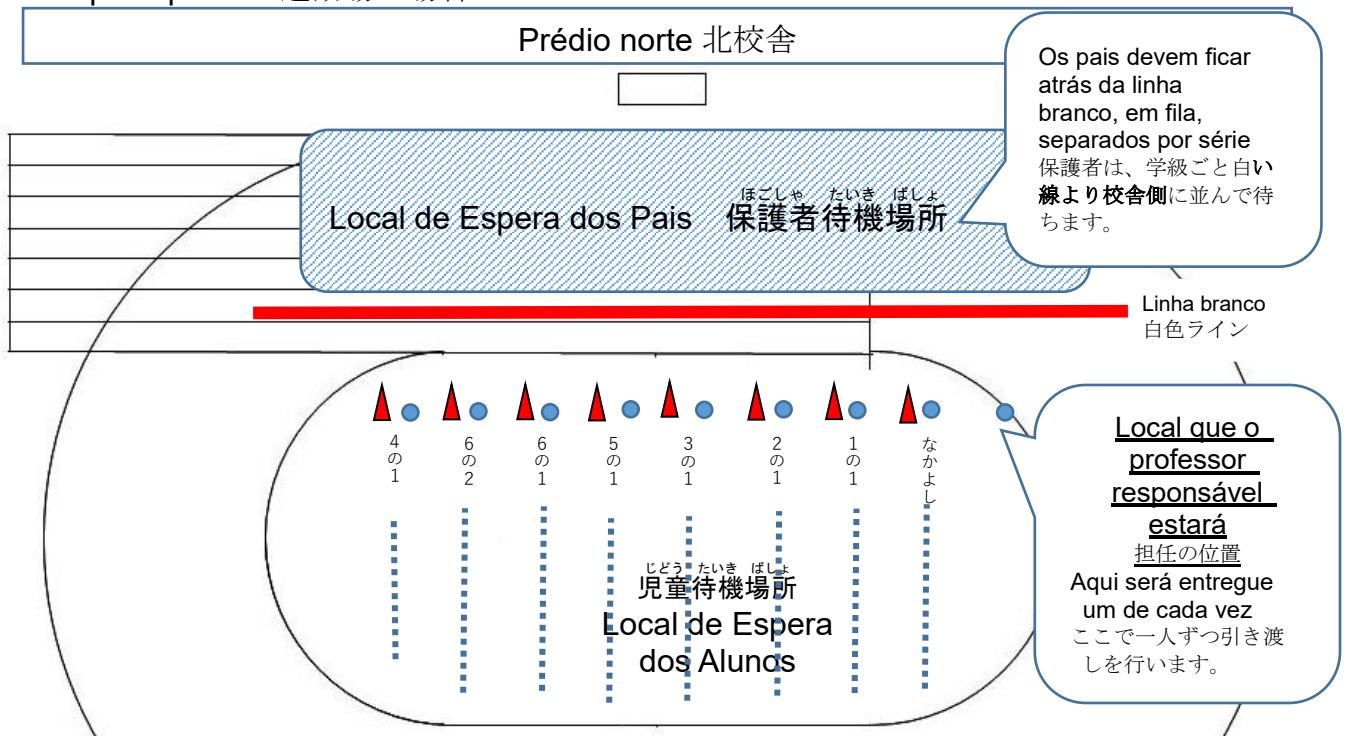 Prédio norte 北校舎
Os pais devem ficar
atrás da linha
branco, em fila,
separados por série
保護者は、学級ごと白い
線より校舎側に並んで待
ちます。
ほごしゃ たいき ばしょ
Local de Espera dos Pais 保護者待機場所
Linha branco
白色ライン
4の1
6の2
6の1
5の1
3の1
2の1
1の1
なかよし
Local que o
professor
responsável
estará
担任の位置
Aqui será entregue
um de cada vez
ここで一人ずつ引き渡
しを行います。
じどう たいき ばしょ
児童待機場所
Local de Espera
dos Alunos